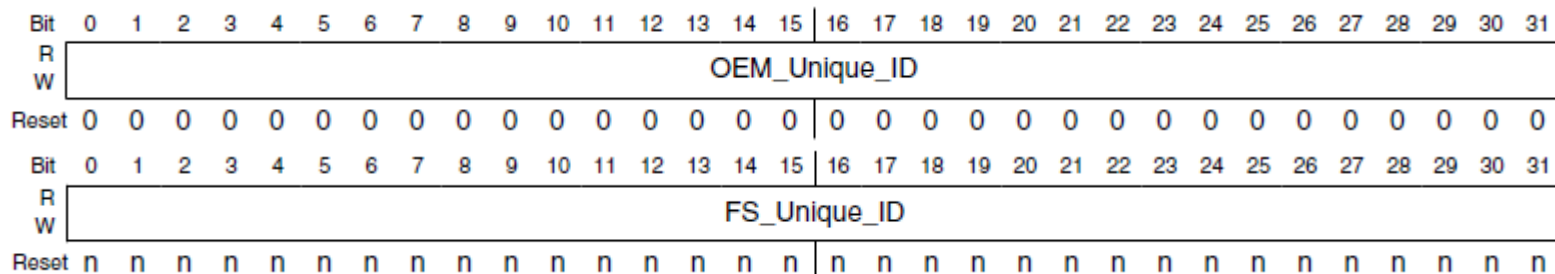 Bit 0 1 2 3 4 5 6 7 8 9 10 11 12 13 14 15 16 17 18 19 20 21 22 23 24 25 26 27 28 29 30 31
R
OEM_Unique_ID
W
Reset 0 0 0 0 0 0 0 0 0 0 0 0 0 0 0 0 0 0 0 0 0 0 0 0 0 0 0 0 0 0 0 0
Bit 0 1 2 3 4 5 6 7 8 9 10 11 12 13 14 15 16 17 18 19 20 21 22 23 24 25 26 27 28 29 30 31
R
FS_Unique_ID
W
Reset n n n n n n n n n n n n n n n n n n n n n n n n n n n n n n n n